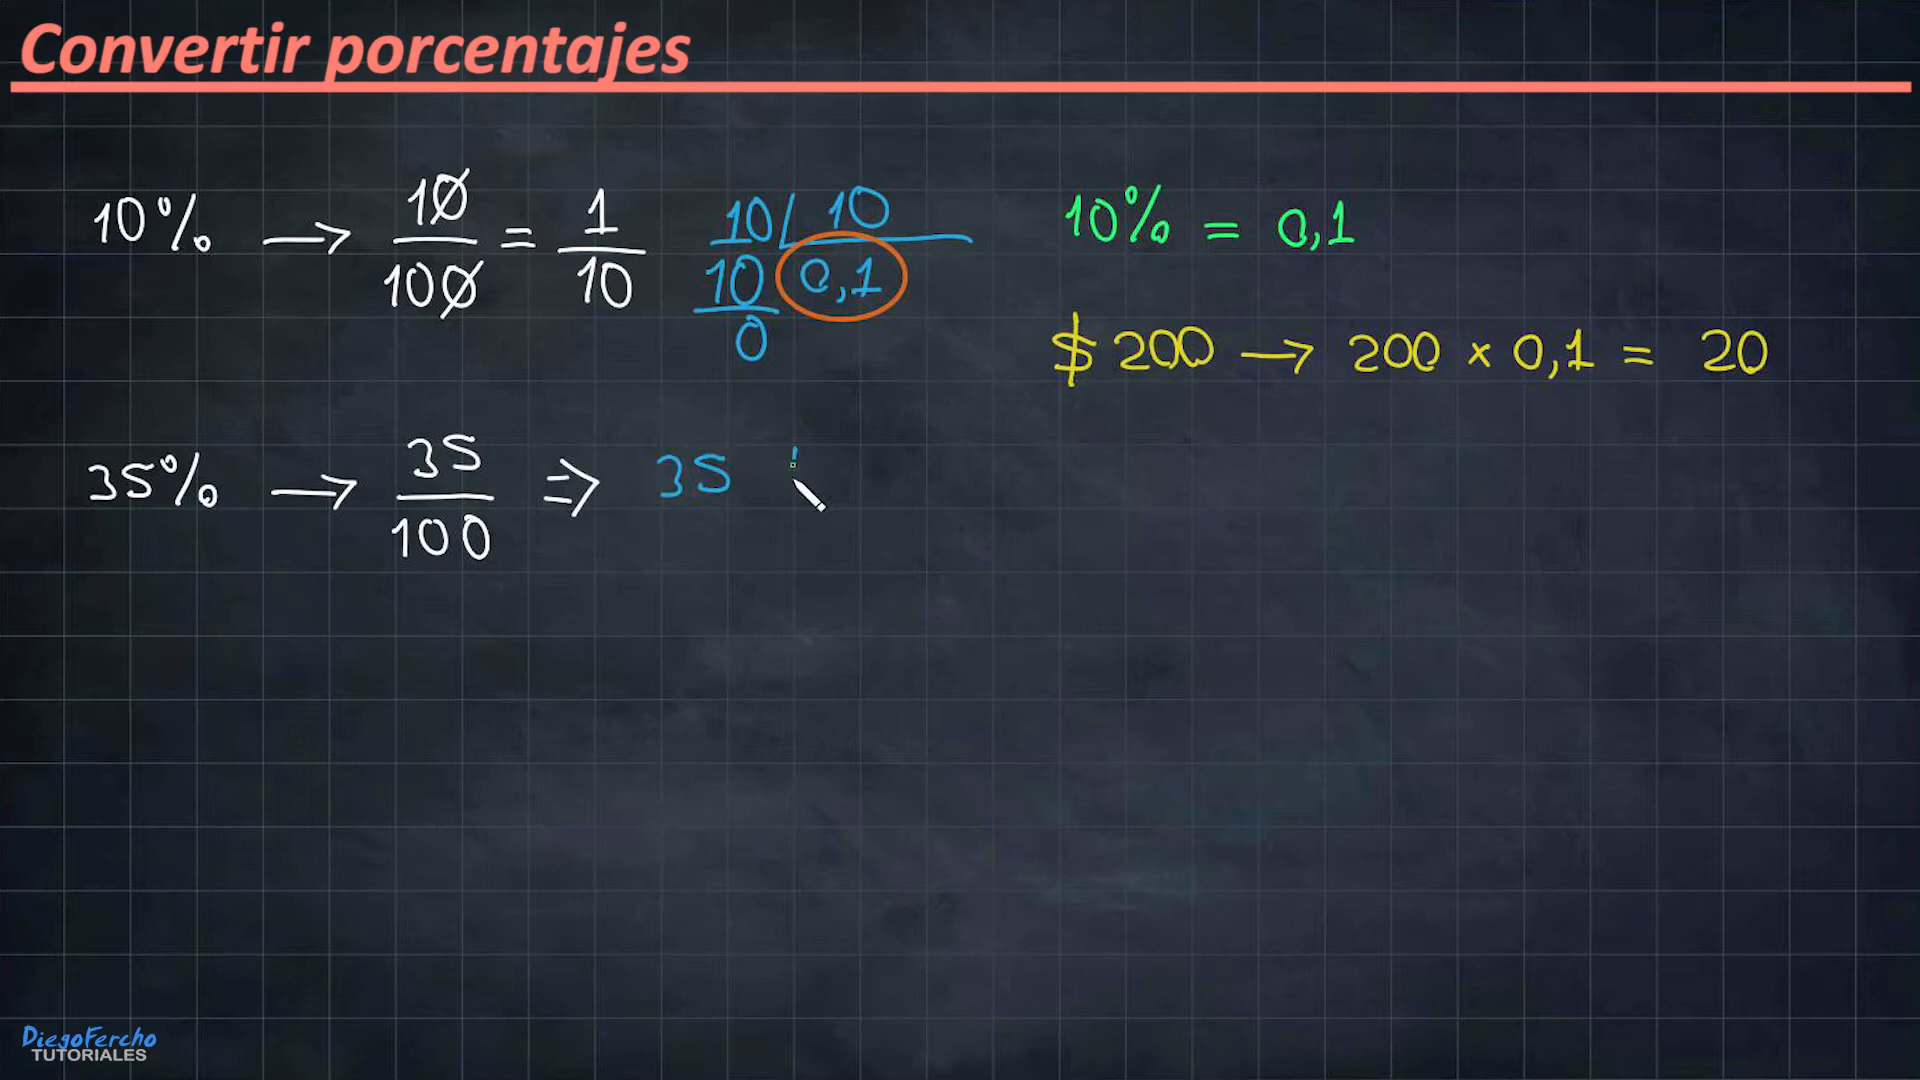 Convertir porcentajes
10% → 10/100 = 1/10
10 / 10
10 0,1
0
10% = 0,1
$ 200 → 200 x 0,1 = 20
35% → 35/100 ⇒ 35
DiegoFercho
TUTORIALES